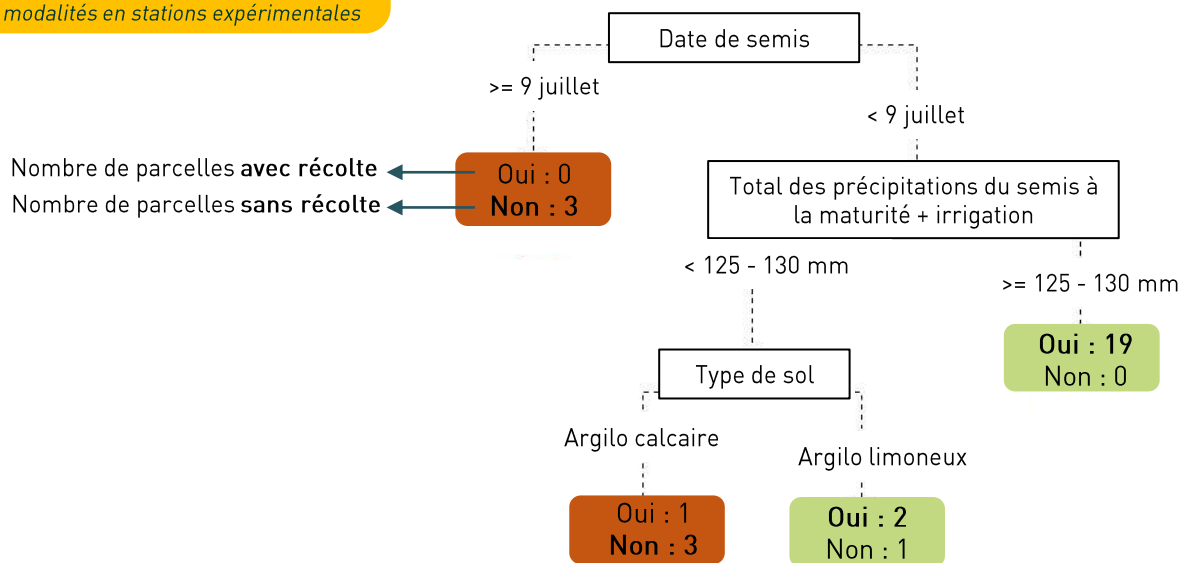 modalités en stations expérimentales
Date de semis
>= 9 juillet
< 9 juillet
Nombre de parcelles avec récolte
Nombre de parcelles sans récolte
Oui : 0
Non : 3
Total des précipitations du semis à
la maturité + irrigation
< 125 - 130 mm
>= 125 - 130 mm
Oui : 19
Non : 0
Type de sol
Argilo calcaire
Argilo limoneux
Oui : 1
Non : 3
Oui : 2
Non : 1